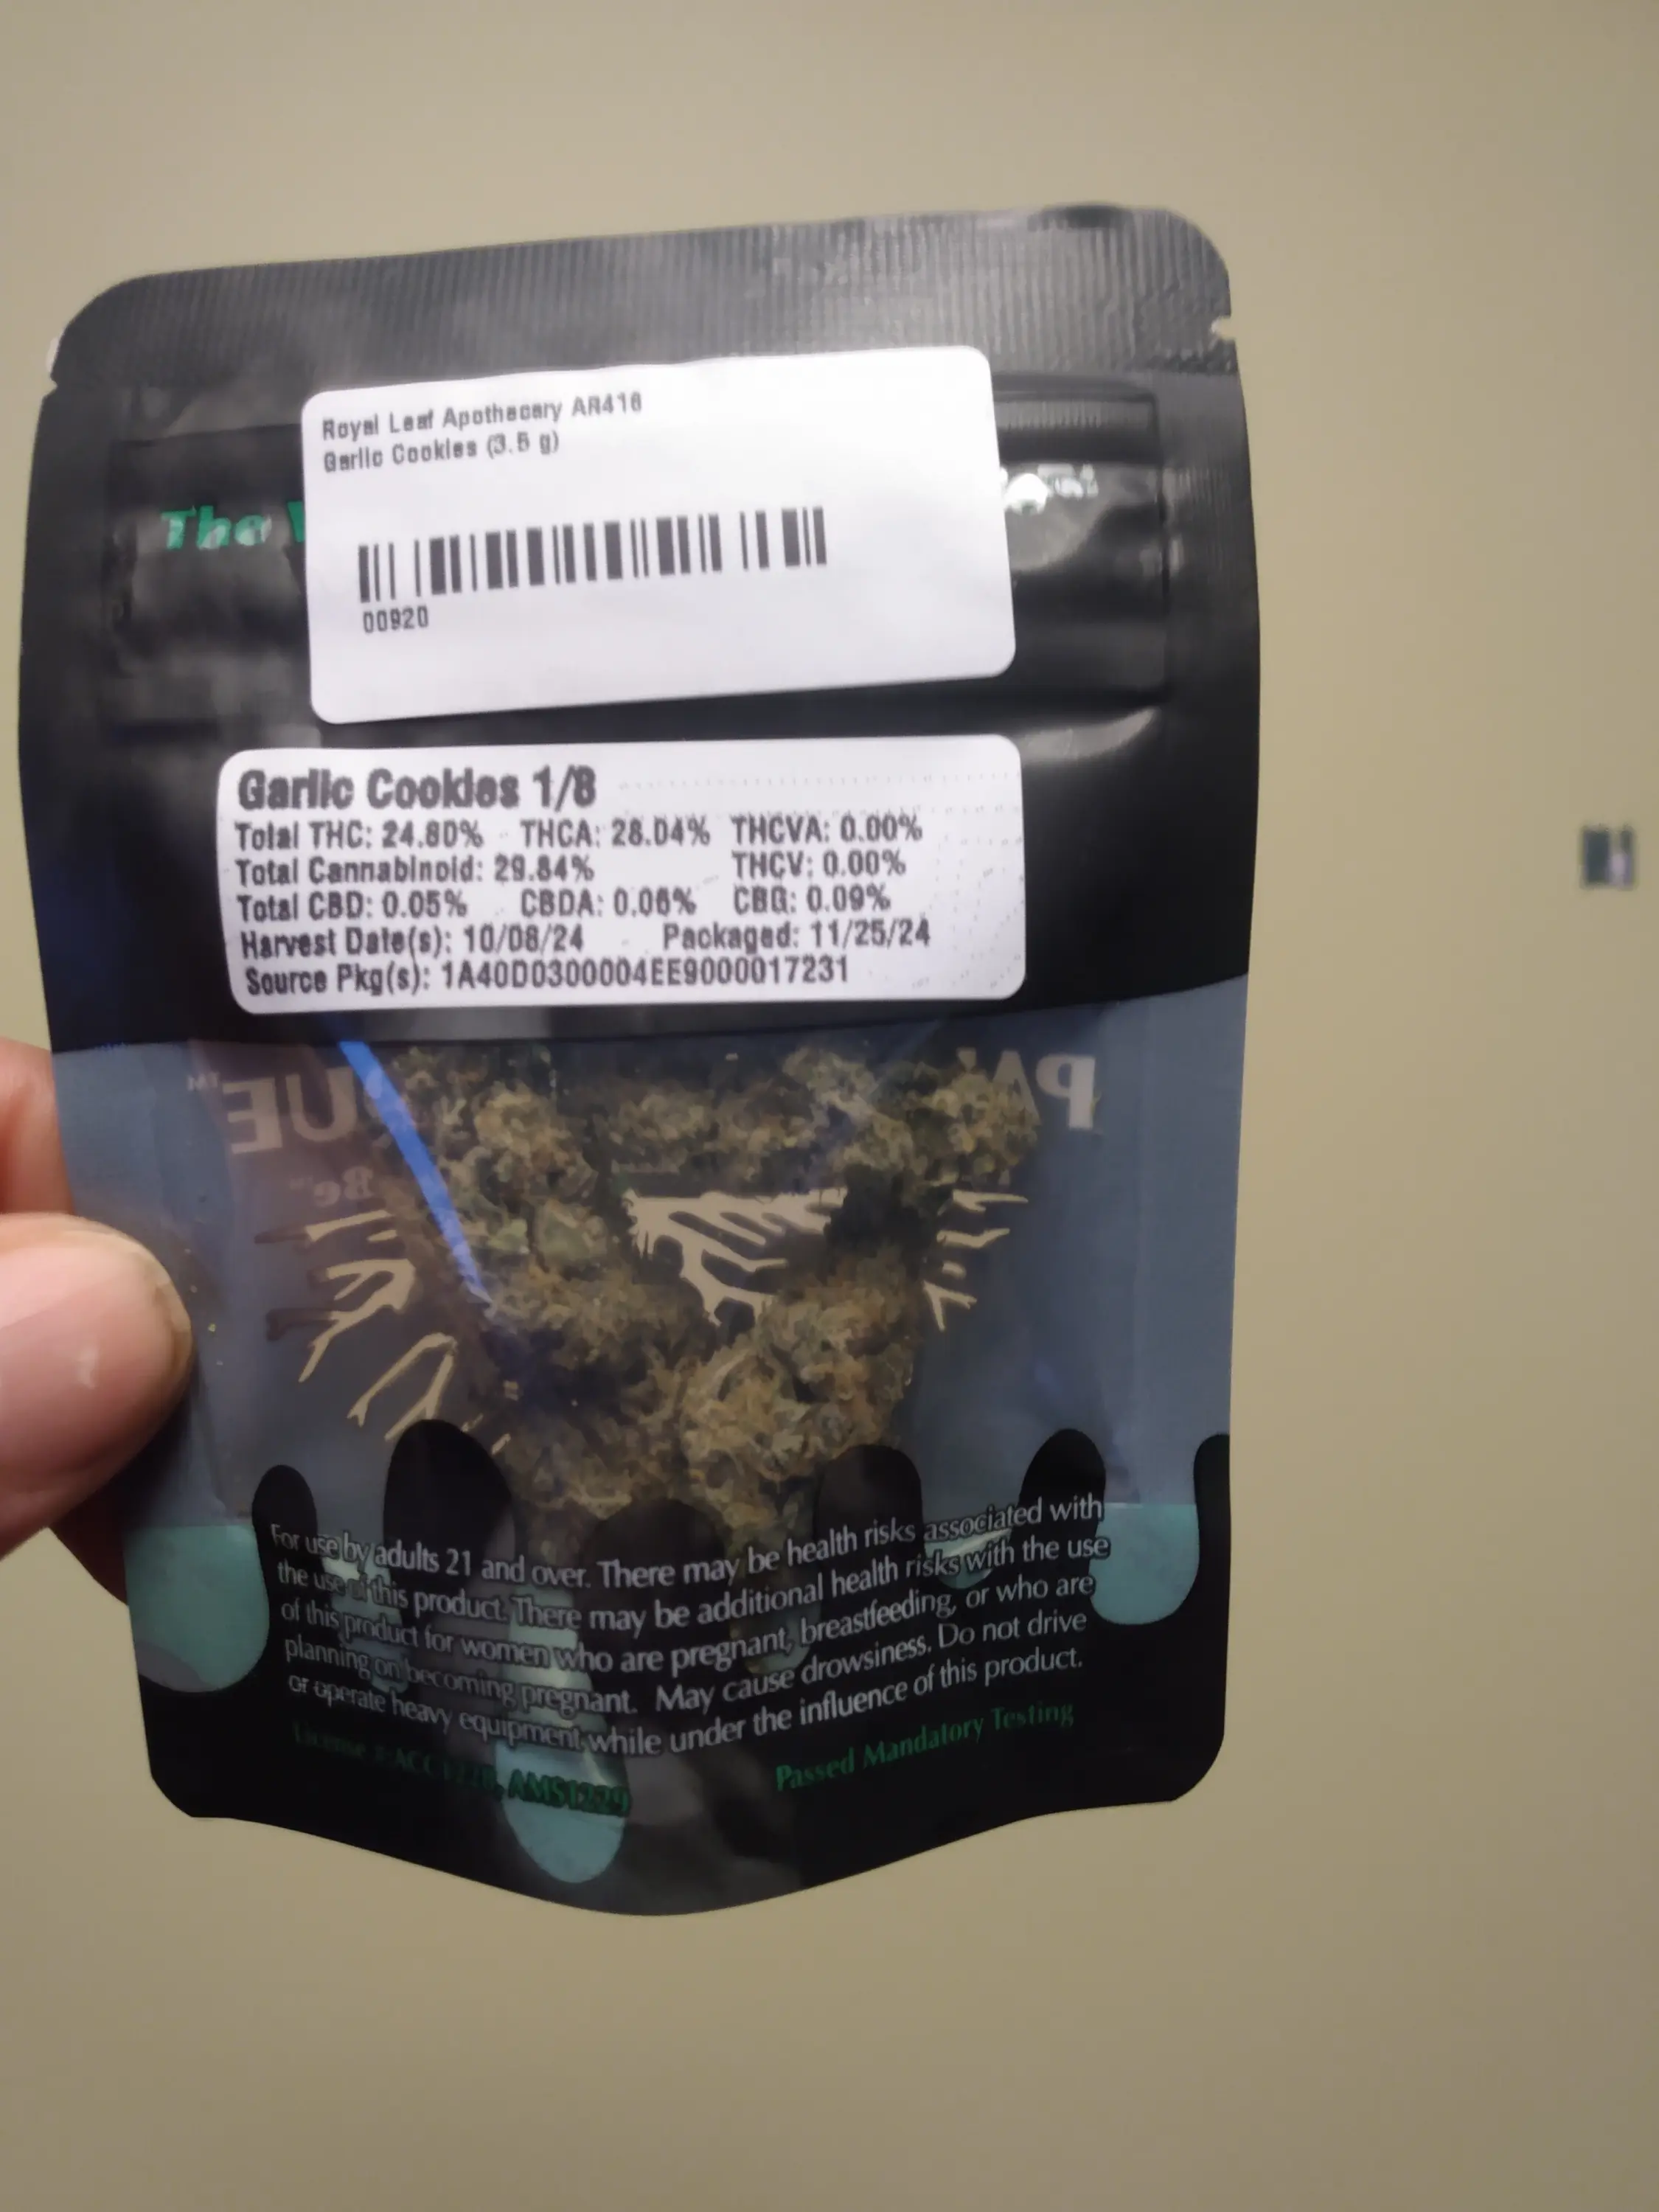 Royal Leaf Apothecary AR416
Garlic Cookies (3.5 g)
The
00920
Garlic Cookies 1/8
Total THC: 24.80% THCA: 28.04% THCVA: 0.00%
Total Cannabinoid: 29.84% THCV: 0.00%
Total CBD: 0.05% CBDA: 0.06% CBG: 0.09%
Harvest Date(s): 10/08/24 Packaged: 11/25/24
Source Pkg(s): 1A40D0300004EE9000017231
For use by adults 21 and over. There may be health risks associated with
the use of this product. There may be additional health risks with the use
of this product for women who are pregnant, breastfeeding, or who are
planning on becoming pregnant. May cause drowsiness. Do not drive
or operate heavy equipment while under the influence of this product.
License # AMS1229 Passed Mandatory Testing